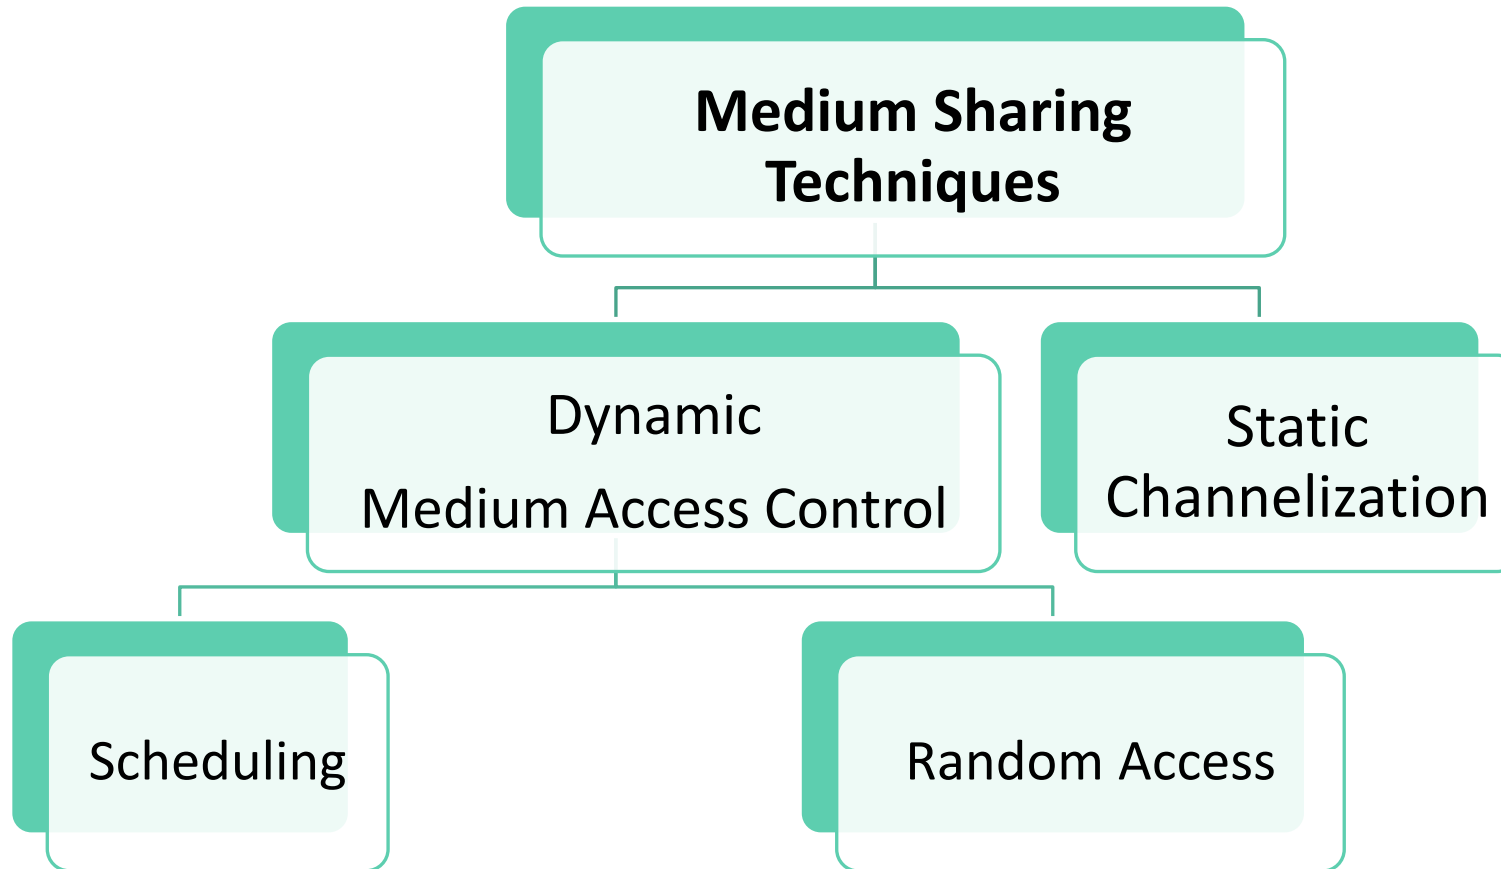 Medium Sharing
Techniques
Dynamic
Medium Access Control
Static
Channelization
Scheduling
Random Access